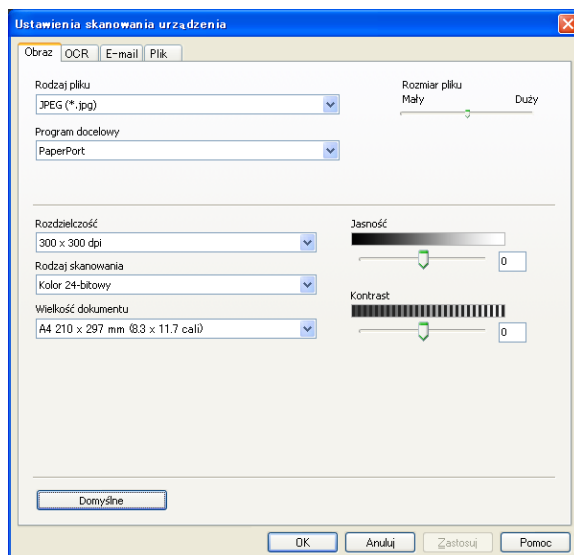 Ustawienia skanowania urządzenia
Obraz OCR E-mail Plik
Rodzaj pliku
JPEG (*.jpg)
Rozmiar pliku
Mały Duży
Program docelowy
PaperPort
Rozdzielczość
300 x 300 dpi
Rodzaj skanowania
Kolor 24-bitowy
Wielkość dokumentu
A4 210 x 297 mm (8.3 x 11.7 cali)
Jasność
0
Kontrast
0
Domyślne
OK Anuluj Zastosuj Pomoc